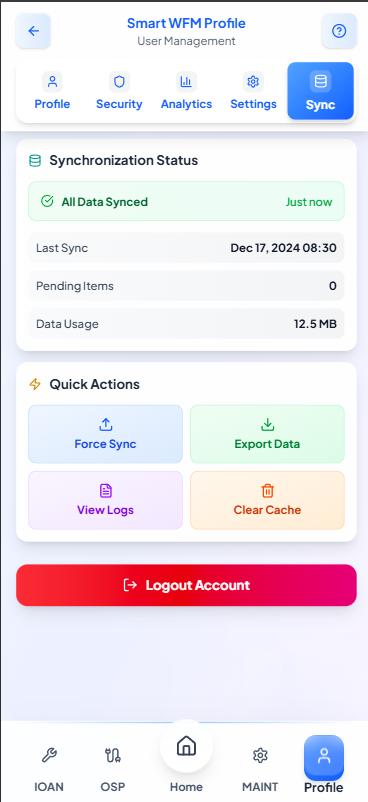 Smart WFM Profile
User Management
Profile
Security
Analytics
Settings
Sync
Synchronization Status
All Data Synced Just now
Last Sync Dec 17, 2024 08:30
Pending Items 0
Data Usage 12.5 MB
Quick Actions
Force Sync
Export Data
View Logs
Clear Cache
Logout Account
IOAN
OSP
Home
MAINT
Profile